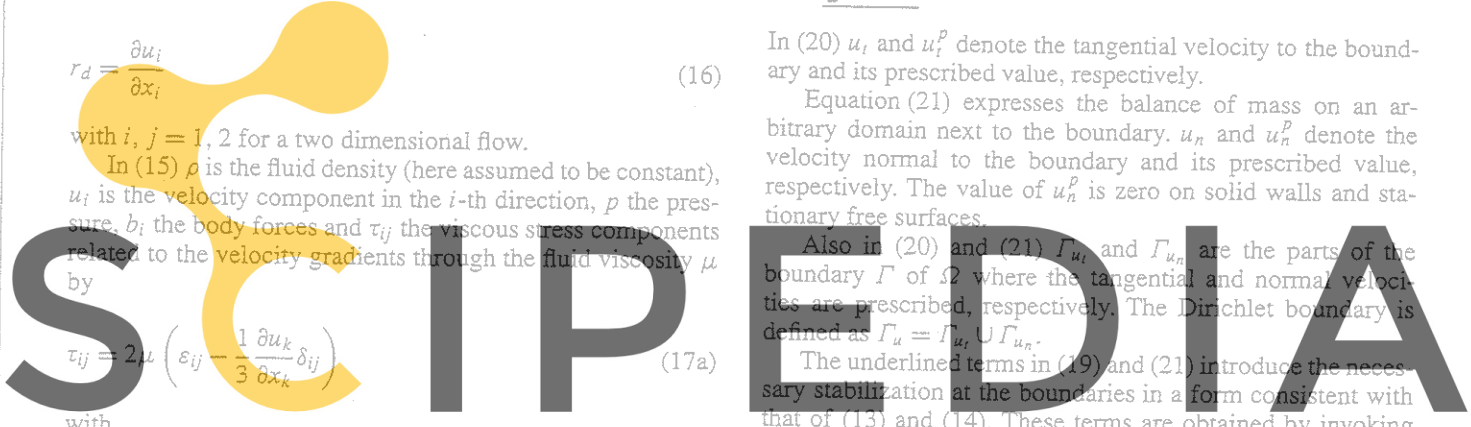 r_d = ∂u_i / ∂x_i (16)
with i, j = 1, 2 for a two dimensional flow.
In (15) ρ is the fluid density (here assumed to be constant),
u_i is the velocity component in the i-th direction, p the pres-
sure, b_i the body forces and τ_ij the viscous stress components
related to the velocity gradients through the fluid viscosity μ
by
τ_ij = 2μ ( ε_ij − 1/3 ∂u_k/∂x_k δ_ij ) (17a)
with
In (20) u_t and u_t^p denote the tangential velocity to the bound-
ary and its prescribed value, respectively.
Equation (21) expresses the balance of mass on an ar-
bitrary domain next to the boundary. u_n and u_n^p denote the
velocity normal to the boundary and its prescribed value,
respectively. The value of u_n^p is zero on solid walls and sta-
tionary free surfaces.
Also in (20) and (21) Γ_{u_t} and Γ_{u_n} are the parts of the
boundary Γ of Ω where the tangential and normal veloci-
ties are prescribed, respectively. The Dirichlet boundary is
defined as Γ_u = Γ_{u_t} ∪ Γ_{u_n}.
The underlined terms in (19) and (21) introduce the neces-
sary stabilization at the boundaries in a form consistent with
that of (13) and (14). These terms are obtained by invoking
SCIPEDIA